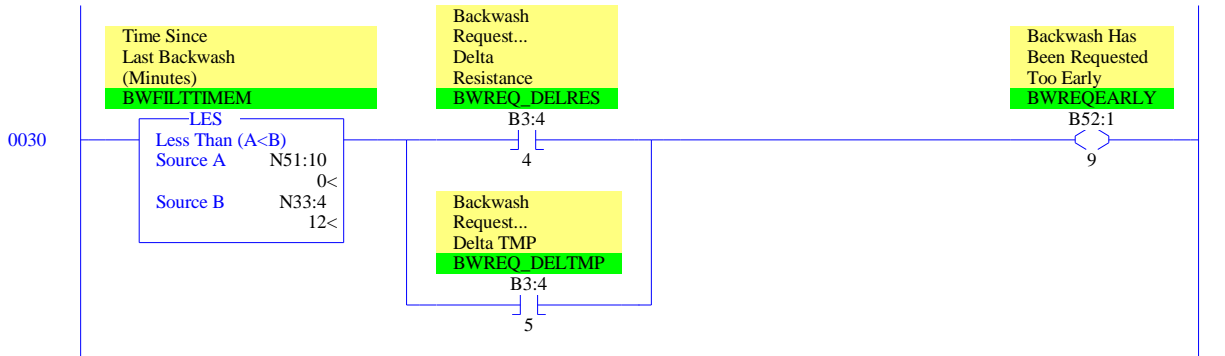 Time Since
Last Backwash
(Minutes)
BWFILTTIMEM
Backwash
Request...
Delta
Resistance
BWREQ_DELRES
Backwash Has
Been Requested
Too Early
BWREQEARLY
0030
LES
Less Than (A<B)
Source A N51:10
0<
Source B N33:4
12<
B3:4
4
B52:1
9
Backwash
Request...
Delta TMP
BWREQ_DELTMP
B3:4
5